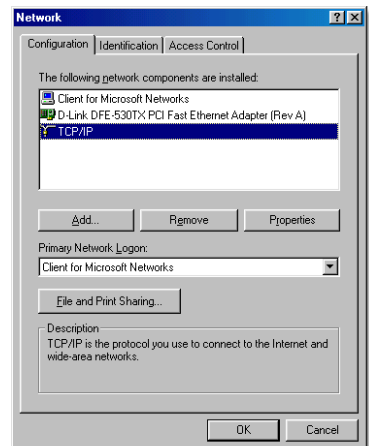 Network
Configuration Identification Access Control
The following network components are installed:
Client for Microsoft Networks
D-Link DFE-530TX PCI Fast Ethernet Adapter (Rev A)
TCP/IP
Add... Remove Properties
Primary Network Logon:
Client for Microsoft Networks
File and Print Sharing...
Description
TCP/IP is the protocol you use to connect to the Internet and
wide-area networks.
OK Cancel